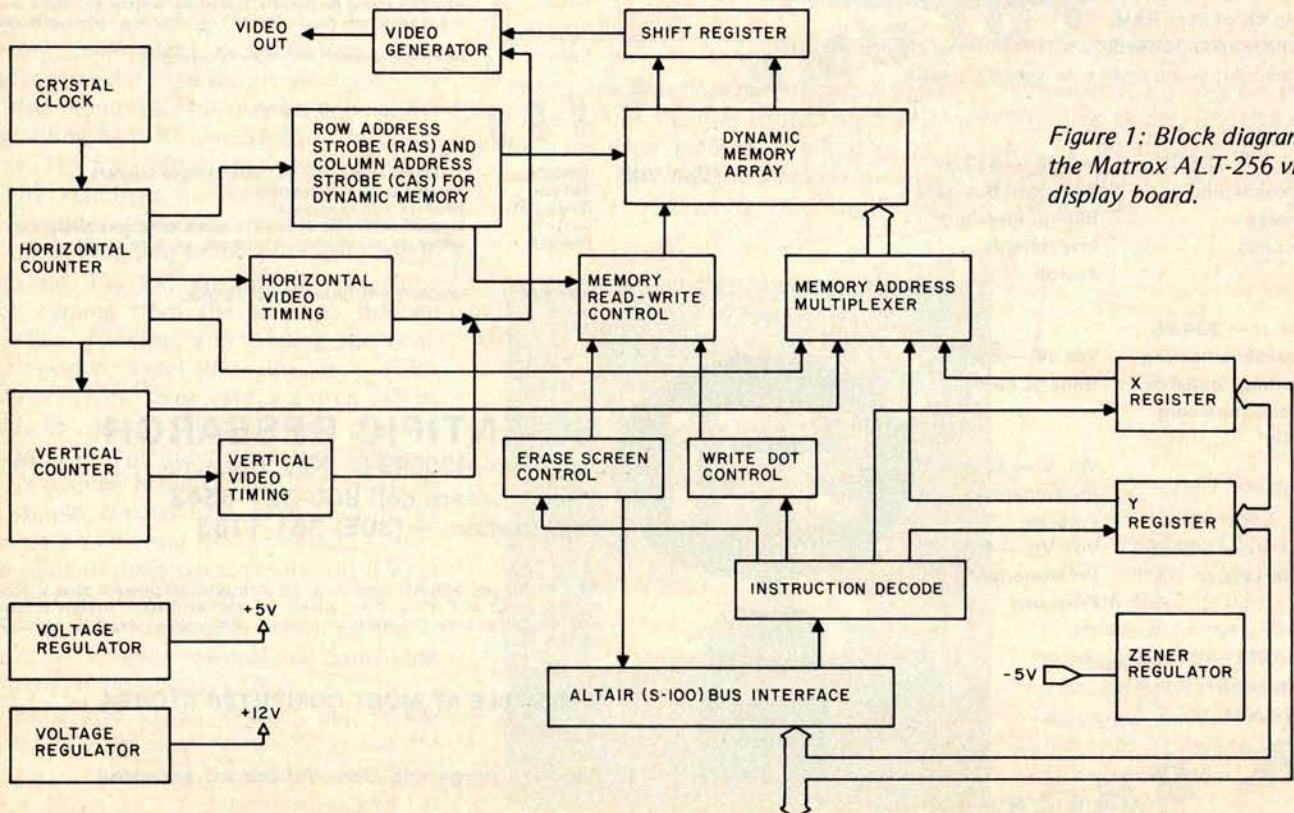 VIDEO
OUT
VIDEO
GENERATOR
SHIFT REGISTER
CRYSTAL
CLOCK
ROW ADDRESS
STROBE (RAS) AND
COLUMN ADDRESS
STROBE (CAS) FOR
DYNAMIC MEMORY
DYNAMIC
MEMORY
ARRAY
Figure 1: Block diagram
the Matrox ALT-256 vi
display board.
HORIZONTAL
COUNTER
HORIZONTAL
VIDEO
TIMING
MEMORY
READ-WRITE
CONTROL
MEMORY ADDRESS
MULTIPLEXER
X
REGISTER
VERTICAL
COUNTER
VERTICAL
VIDEO
TIMING
ERASE SCREEN
CONTROL
WRITE DOT
CONTROL
Y
REGISTER
INSTRUCTION DECODE
VOLTAGE
REGULATOR
+5V
ALTAIR (S-100) BUS INTERFACE
-5V
ZENER
REGULATOR
VOLTAGE
REGULATOR
+12V